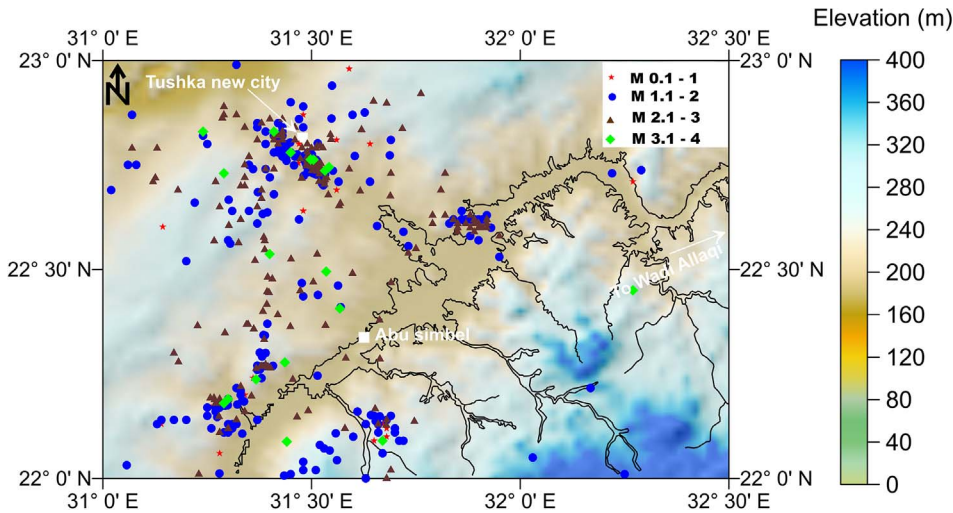 Elevation (m)
31° 0' E
31° 30' E
32° 0' E
32° 30' E
23° 0' N
23° 0' N
N
Tushka new city
M 0.1 - 1
M 1.1 - 2
M 2.1 - 3
M 3.1 - 4
400
360
320
280
240
200
160
120
80
40
0
22° 30' N
22° 30' N
To Wadi Allaqi
Abu simbel
22° 0' N
22° 0' N
31° 0' E
31° 30' E
32° 0' E
32° 30' E